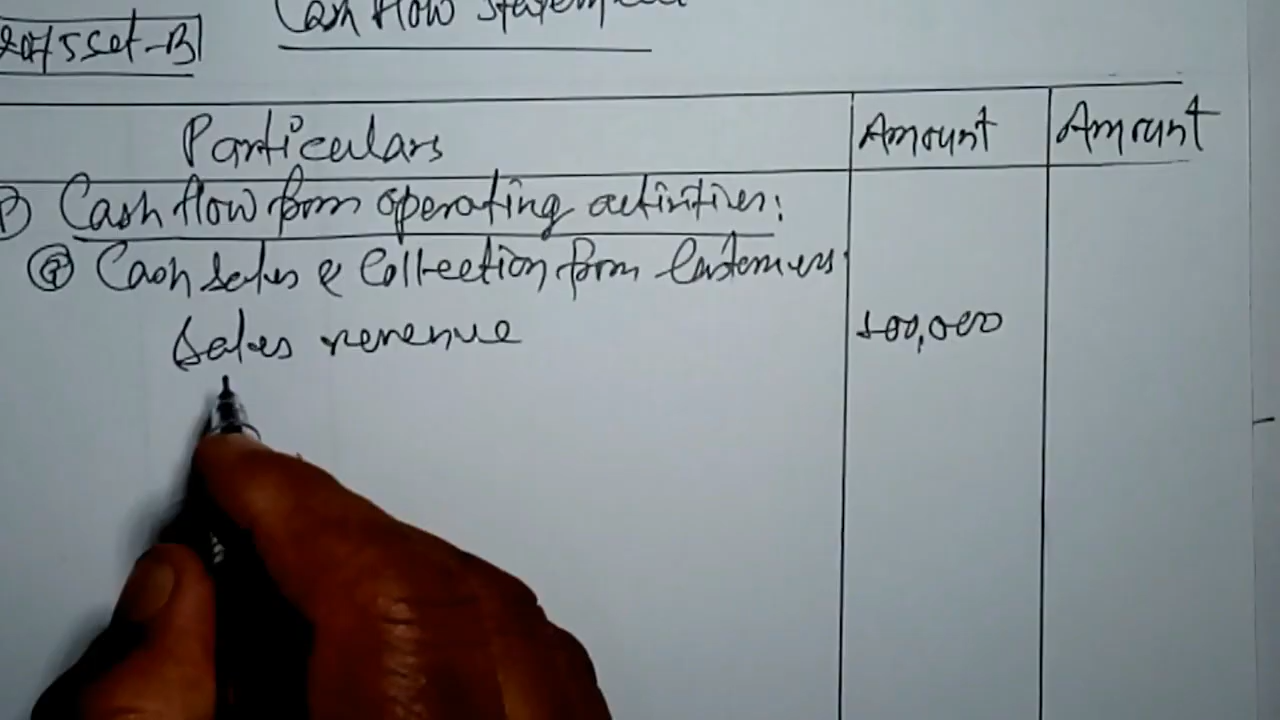 2075 Set-B Cash flow statement
Particulars Amount Amount
Cash flow from operating activities:
@ Cash sales & Collection from Customers
Sales revenue 500,000